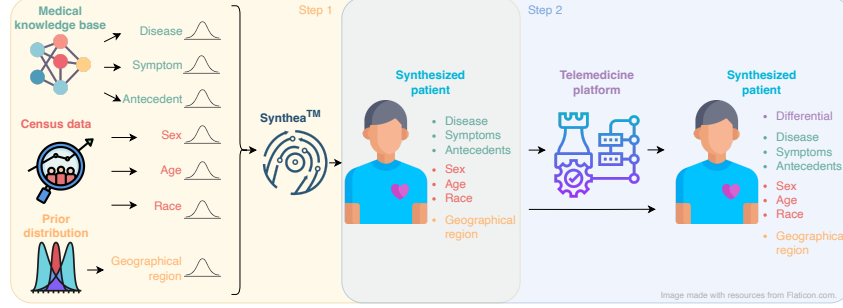 Step 1
Step 2
Medical
knowledge base
Disease
Symptom
Antecedent
Census data
Sex
Age
Race
Prior
distribution
Geographical
region
Synthea™
Synthesized
patient
• Disease
• Symptoms
• Antecedents
• Sex
• Age
• Race
• Geographical
region
Telemedicine
platform
Synthesized
patient
• Differential
• Disease
• Symptoms
• Antecedents
• Sex
• Age
• Race
• Geographical
region
Image made with resources from Flaticon.com.